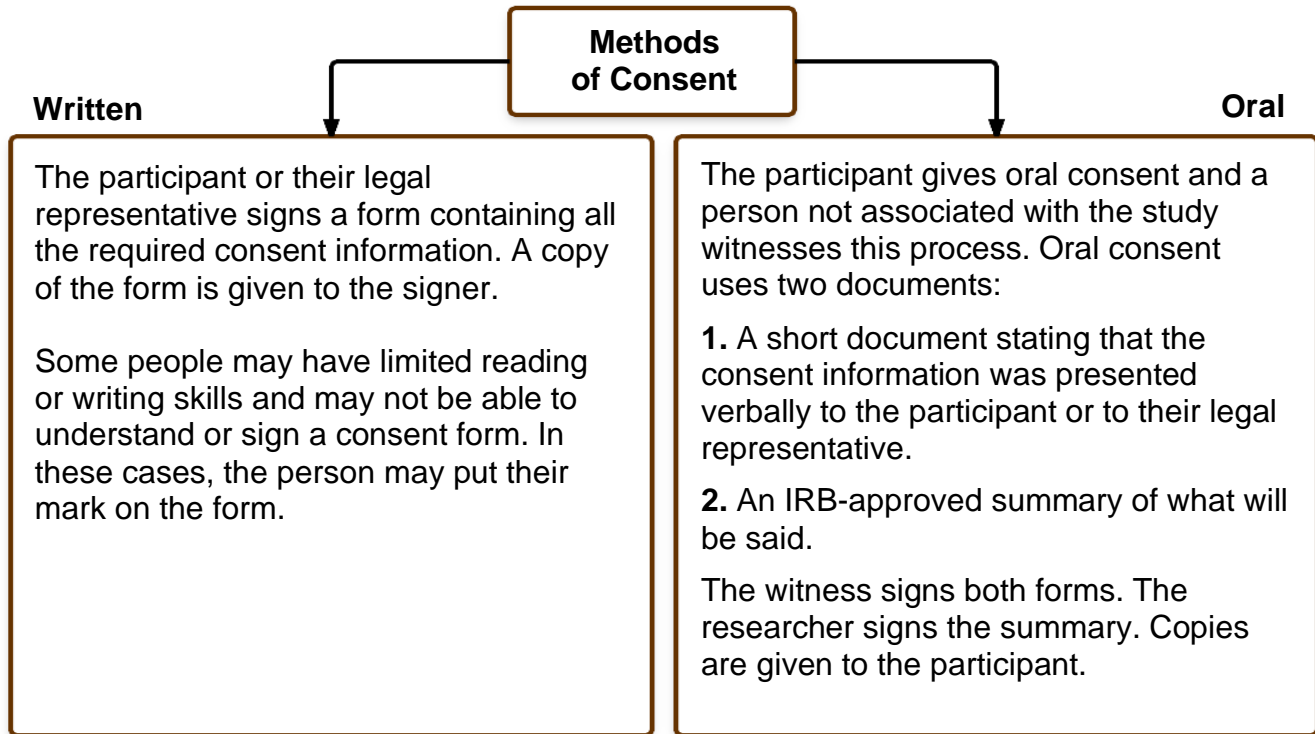 Methods
of Consent
Written
The participant or their legal
representative signs a form containing all
the required consent information. A copy
of the form is given to the signer.
Some people may have limited reading
or writing skills and may not be able to
understand or sign a consent form. In
these cases, the person may put their
mark on the form.
Oral
The participant gives oral consent and a
person not associated with the study
witnesses this process. Oral consent
uses two documents:
1. A short document stating that the
consent information was presented
verbally to the participant or to their legal
representative.
2. An IRB-approved summary of what will
be said.
The witness signs both forms. The
researcher signs the summary. Copies
are given to the participant.